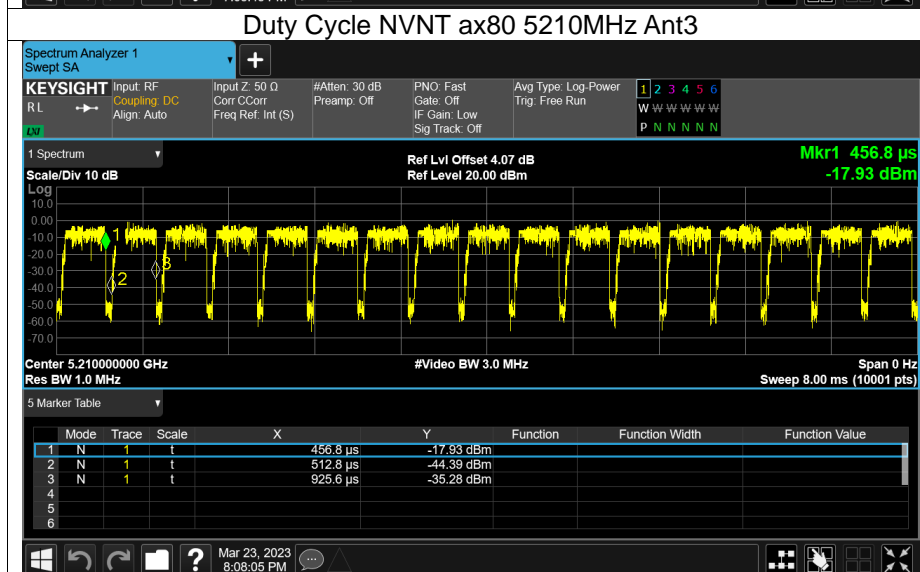 Duty Cycle NVNT ax80 5210MHz Ant3
Spectrum Analyzer 1
Swept SA
+
KEYSIGHT
RL
LXI
Input: RF
Coupling: DC
Align: Auto
Input Z: 50 Ω
Corr CCorr
Freq Ref: Int (S)
#Atten: 30 dB
Preamp: Off
PNO: Fast
Gate: Off
IF Gain: Low
Sig Track: Off
Avg Type: Log-Power
Trig: Free Run
1 2 3 4 5 6
W W W W W W
P N N N N N
1 Spectrum
Scale/Div 10 dB
Ref Lvl Offset 4.07 dB
Ref Level 20.00 dBm
Mkr1 456.8 µs
-17.93 dBm
Log
10.0
0.00
-10.0
-20.0
-30.0
-40.0
-50.0
-60.0
-70.0
1
2
3
Center 5.210000000 GHz
#Video BW 3.0 MHz
Span 0 Hz
Res BW 1.0 MHz
Sweep 8.00 ms (10001 pts)
5 Marker Table
Mode Trace Scale X Y Function Function Width Function Value
1 N 1 t 456.8 µs -17.93 dBm
2 N 1 t 512.8 µs -44.39 dBm
3 N 1 t 925.6 µs -35.28 dBm
4
5
6
?
Mar 23, 2023
8:08:05 PM